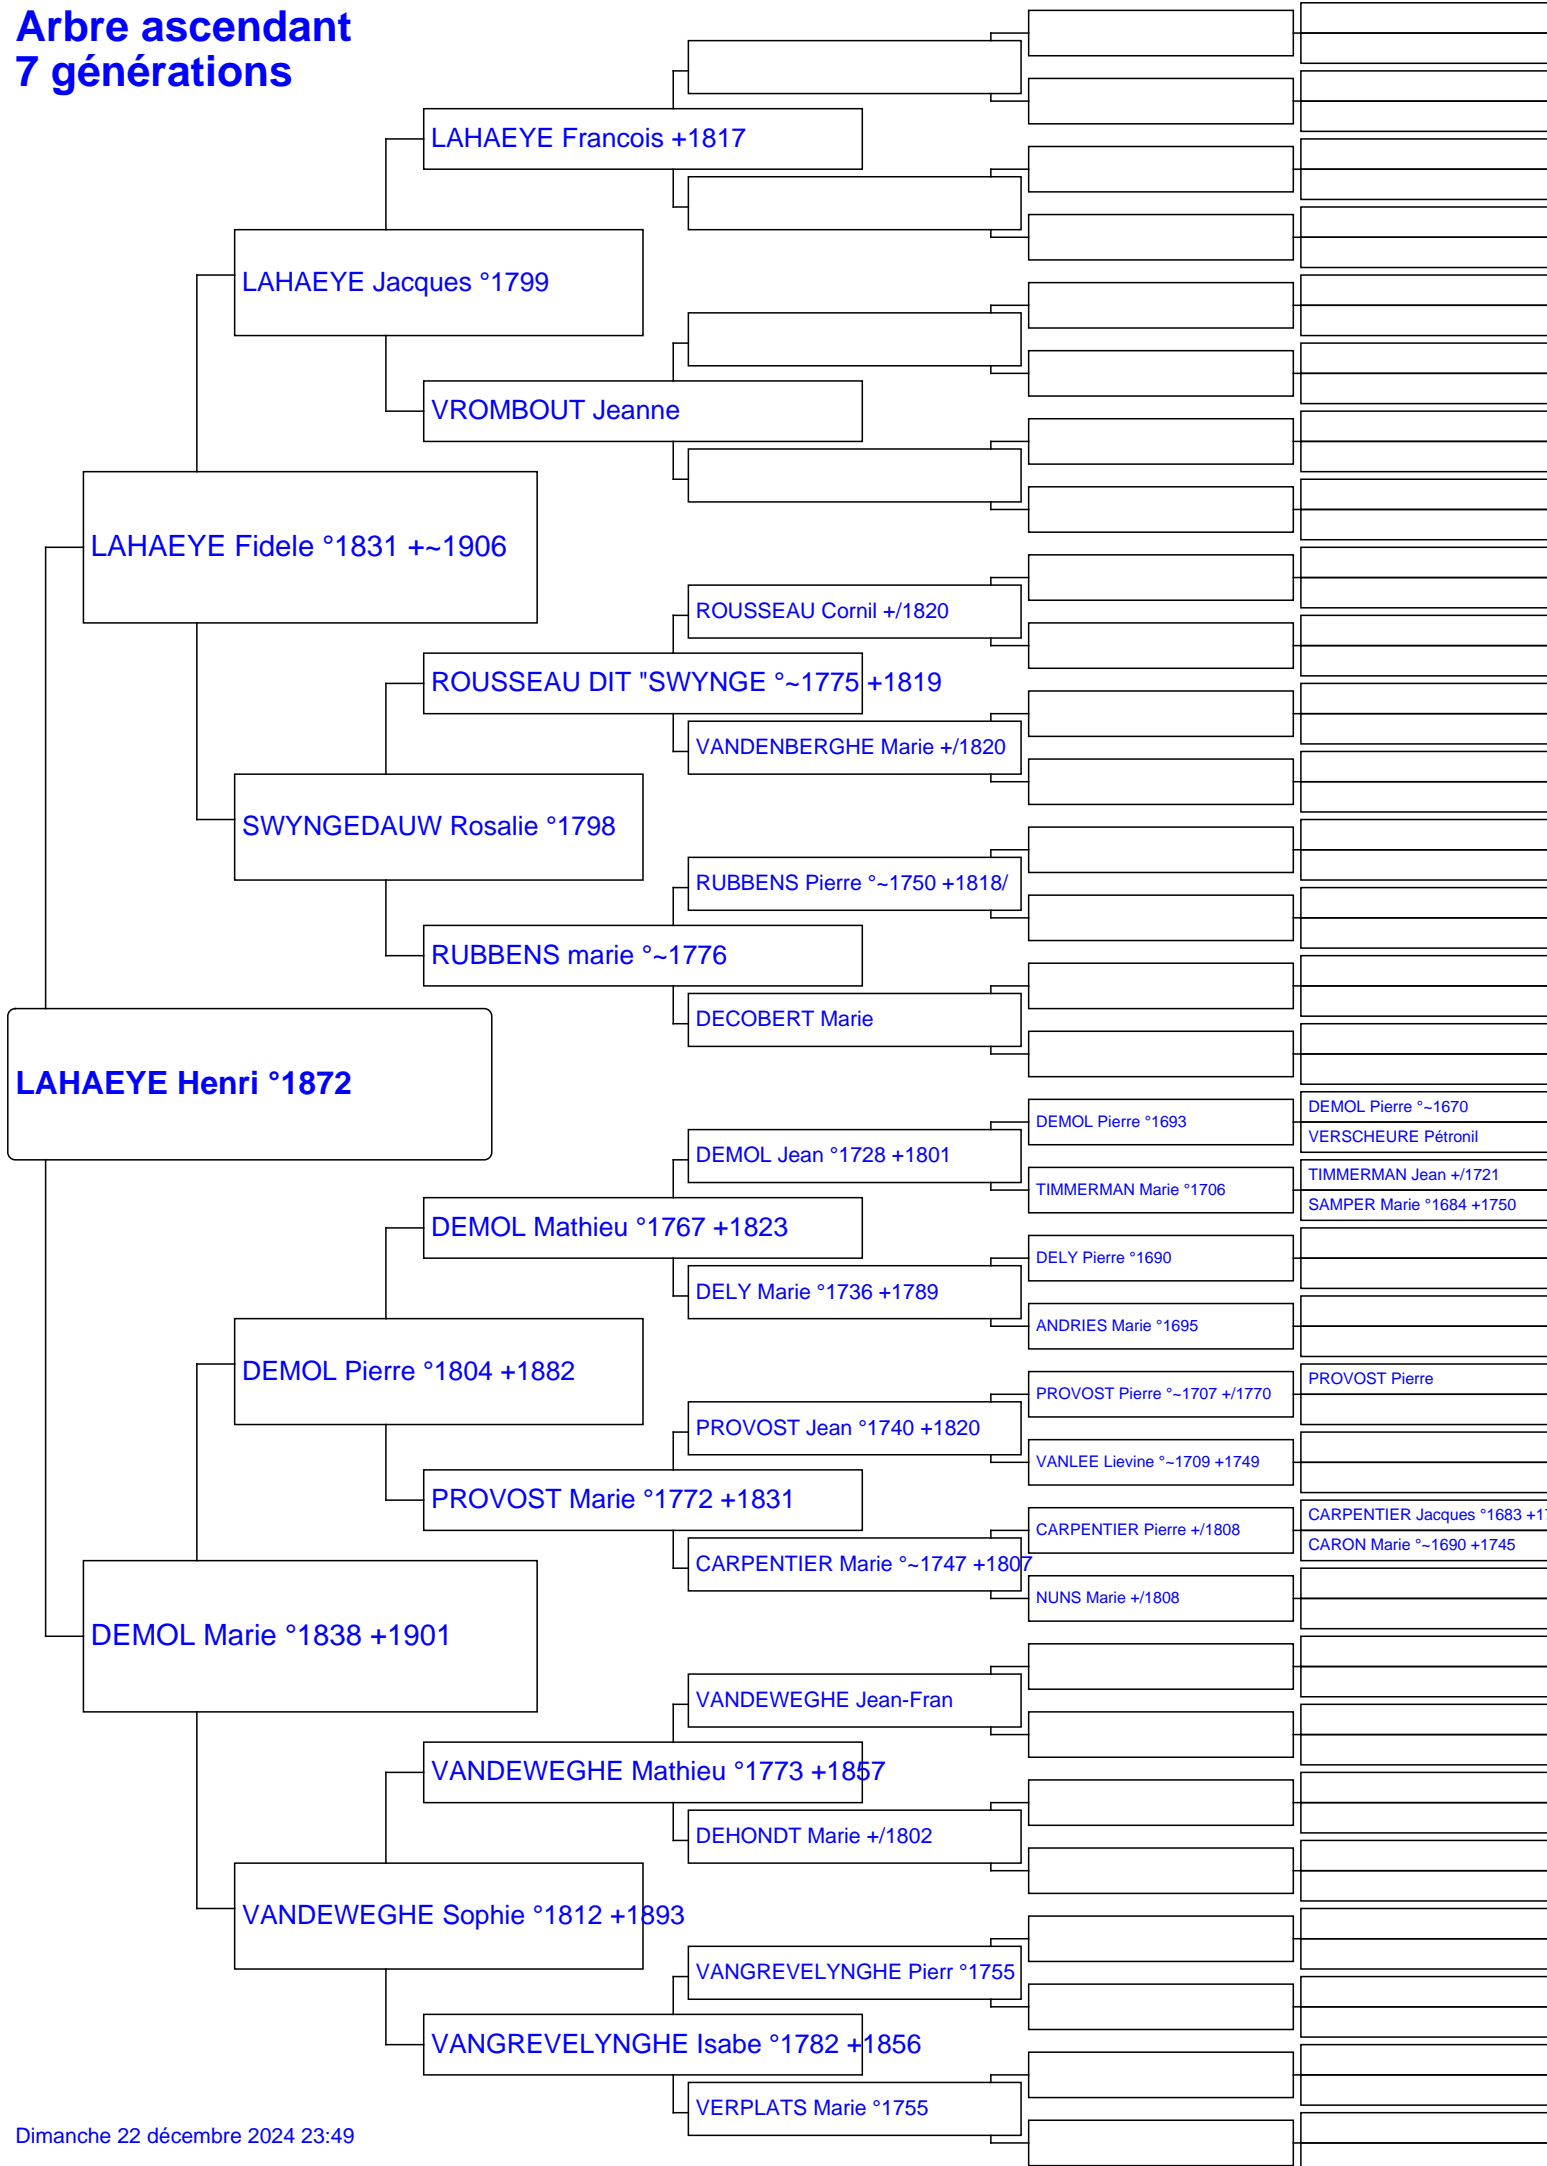 Arbre ascendant
7 générations
LAHAEYE Francois +1817
LAHAEYE Jacques °1799
VROMBOUT Jeanne
LAHAEYE Fidele °1831 +~1906
ROUSSEAU Cornil +/1820
ROUSSEAU DIT "SWYNGE °~1775 +1819
VANDENBERGHE Marie +/1820
SWYNGEDAUW Rosalie °1798
RUBBENS Pierre °~1750 +1818/
RUBBENS marie °~1776
DECOBERT Marie
LAHAEYE Henri °1872
DEMOL Pierre °~1670
DEMOL Pierre °1693
VERSCHEURE Pétronil
DEMOL Jean °1728 +1801
TIMMERMAN Jean +/1721
TIMMERMAN Marie °1706
SAMPER Marie °1684 +1750
DEMOL Mathieu °1767 +1823
DELY Pierre °1690
DELY Marie °1736 +1789
ANDRIES Marie °1695
DEMOL Pierre °1804 +1882
PROVOST Pierre
PROVOST Pierre °~1707 +/1770
PROVOST Jean °1740 +1820
VANLEE Lievine °~1709 +1749
PROVOST Marie °1772 +1831
CARPENTIER Jacques °1683 +1
CARPENTIER Pierre +/1808
CARON Marie °~1690 +1745
CARPENTIER Marie °~1747 +1807
NUNS Marie +/1808
DEMOL Marie °1838 +1901
VANDEWEGHE Jean-Fran
VANDEWEGHE Mathieu °1773 +1857
DEHONDT Marie +/1802
VANDEWEGHE Sophie °1812 +1893
VANGREVELYNGHE Pierr °1755
VANGREVELYNGHE Isabe °1782 +1856
VERPLATS Marie °1755
Dimanche 22 décembre 2024 23:49